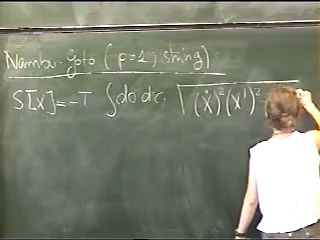 Nambu-Goto (p=1, string)
S[X]=-T ∫dσ dτ √(Ẋ)²(X')²-